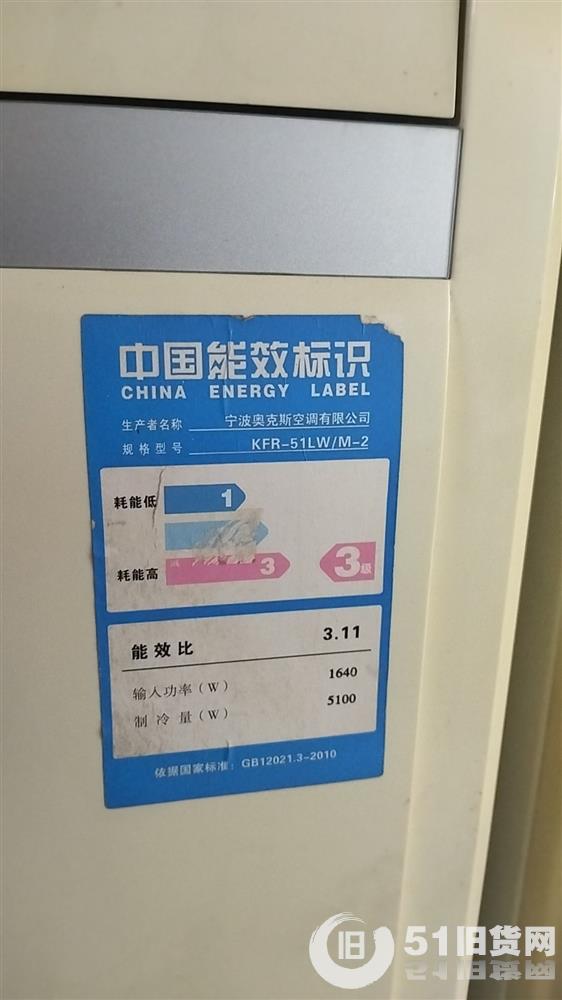 中国能效标识
CHINA ENERGY LABEL
生产者名称 宁波奥克斯空调有限公司
规格型号 KFR-51LW/M-2
耗能低 1
耗能高 3 3级
能效比 3.11
输入功率(W) 1640
制冷量(W) 5100
依据国家标准：GB12021.3-2010
旧 51旧货网